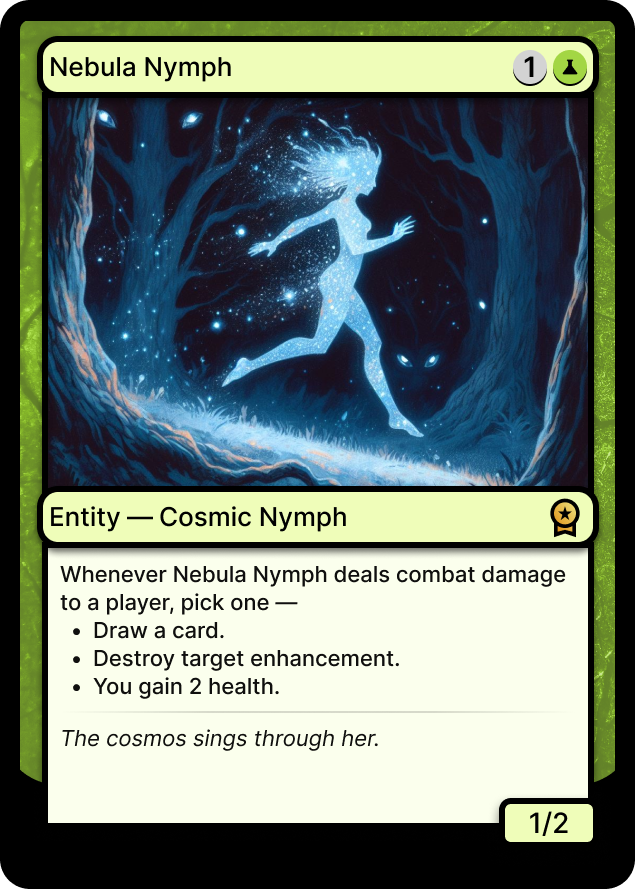 Nebula Nymph
1
Entity — Cosmic Nymph
Whenever Nebula Nymph deals combat damage
to a player, pick one —
• Draw a card.
• Destroy target enhancement.
• You gain 2 health.
The cosmos sings through her.
1/2